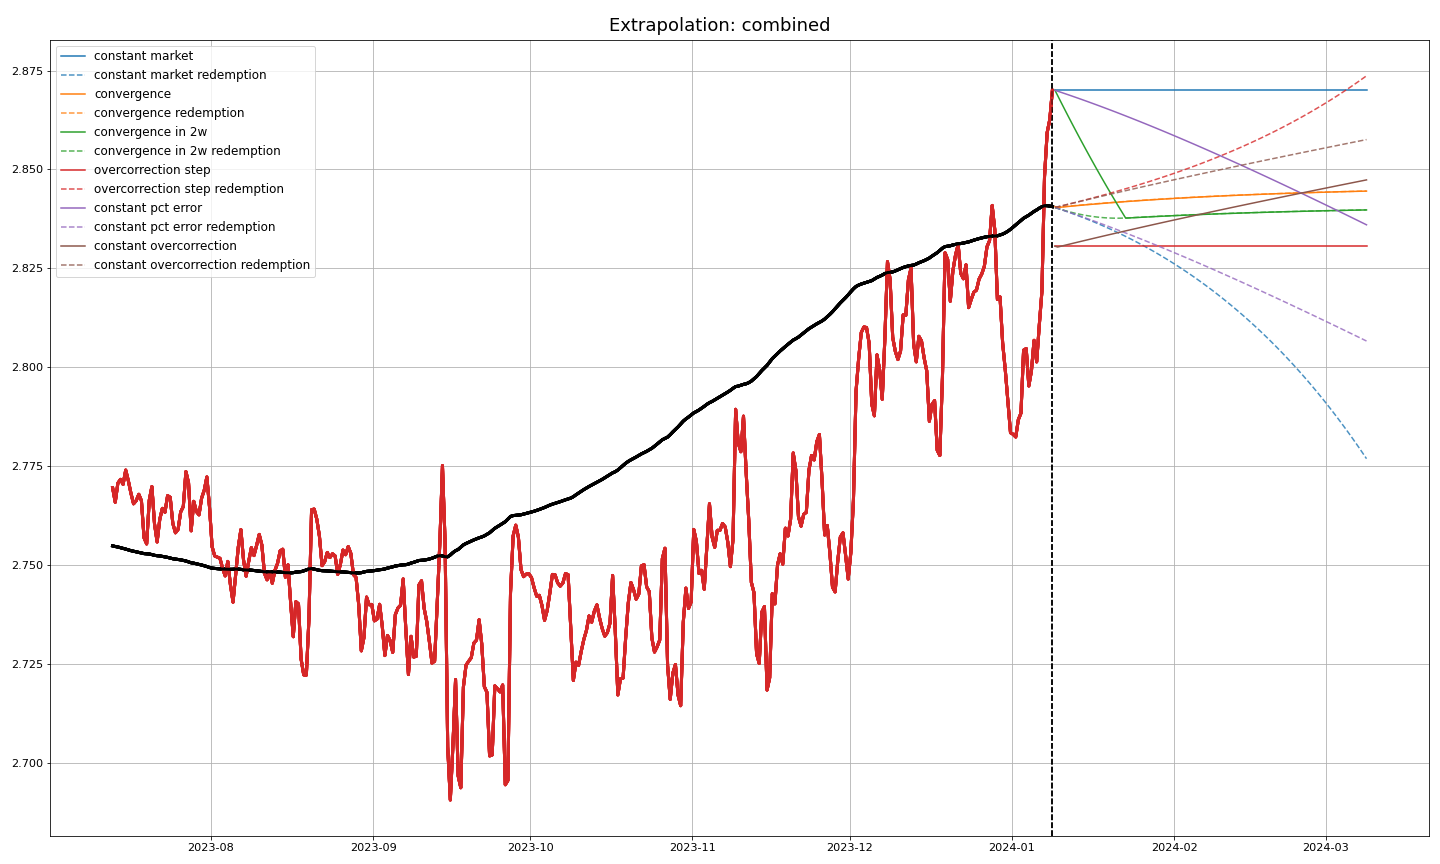 Extrapolation: combined
constant market
constant market redemption
convergence
convergence redemption
convergence in 2w
convergence in 2w redemption
overcorrection step
overcorrection step redemption
constant pct error
constant pct error redemption
constant overcorrection
constant overcorrection redemption
2.875
2.850
2.825
2.800
2.775
2.750
2.725
2.700
2023-08 2023-09 2023-10 2023-11 2023-12 2024-01 2024-02 2024-03